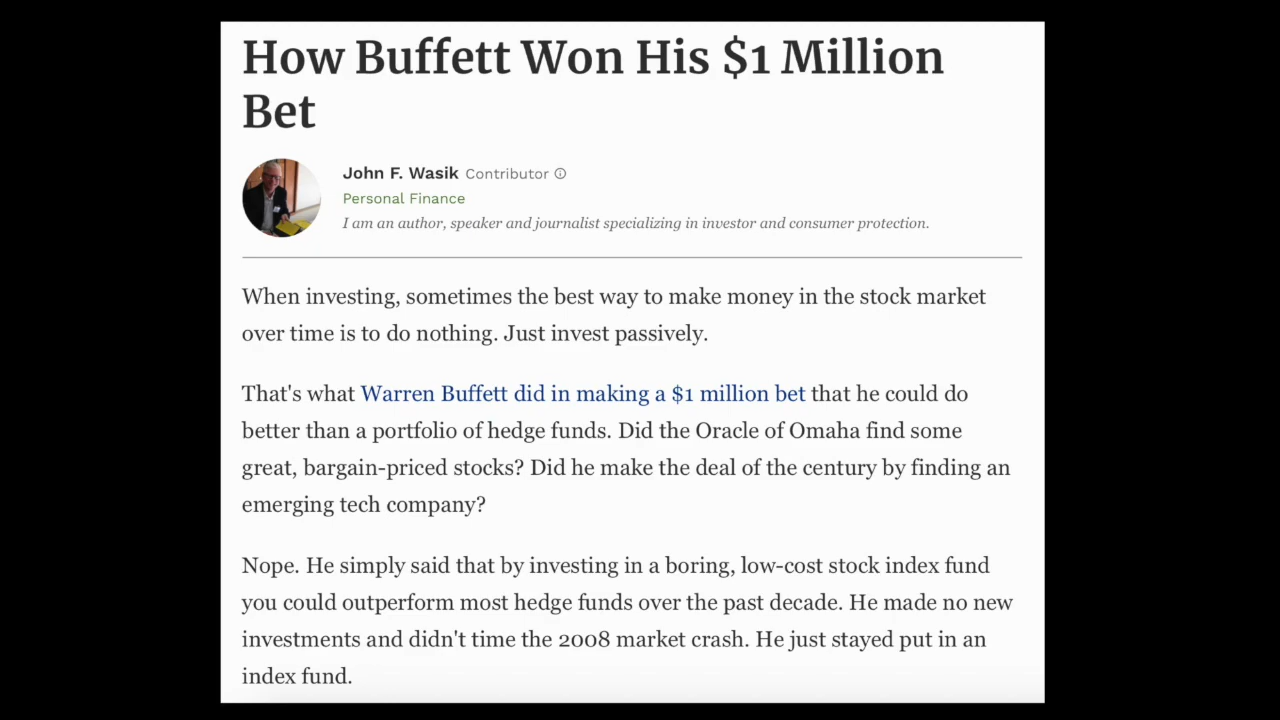 How Buffett Won His $1 Million
Bet
John F. Wasik Contributor ⓘ
Personal Finance
I am an author, speaker and journalist specializing in investor and consumer protection.
When investing, sometimes the best way to make money in the stock market
over time is to do nothing. Just invest passively.
That's what Warren Buffett did in making a $1 million bet that he could do
better than a portfolio of hedge funds. Did the Oracle of Omaha find some
great, bargain-priced stocks? Did he make the deal of the century by finding an
emerging tech company?
Nope. He simply said that by investing in a boring, low-cost stock index fund
you could outperform most hedge funds over the past decade. He made no new
investments and didn't time the 2008 market crash. He just stayed put in an
index fund.